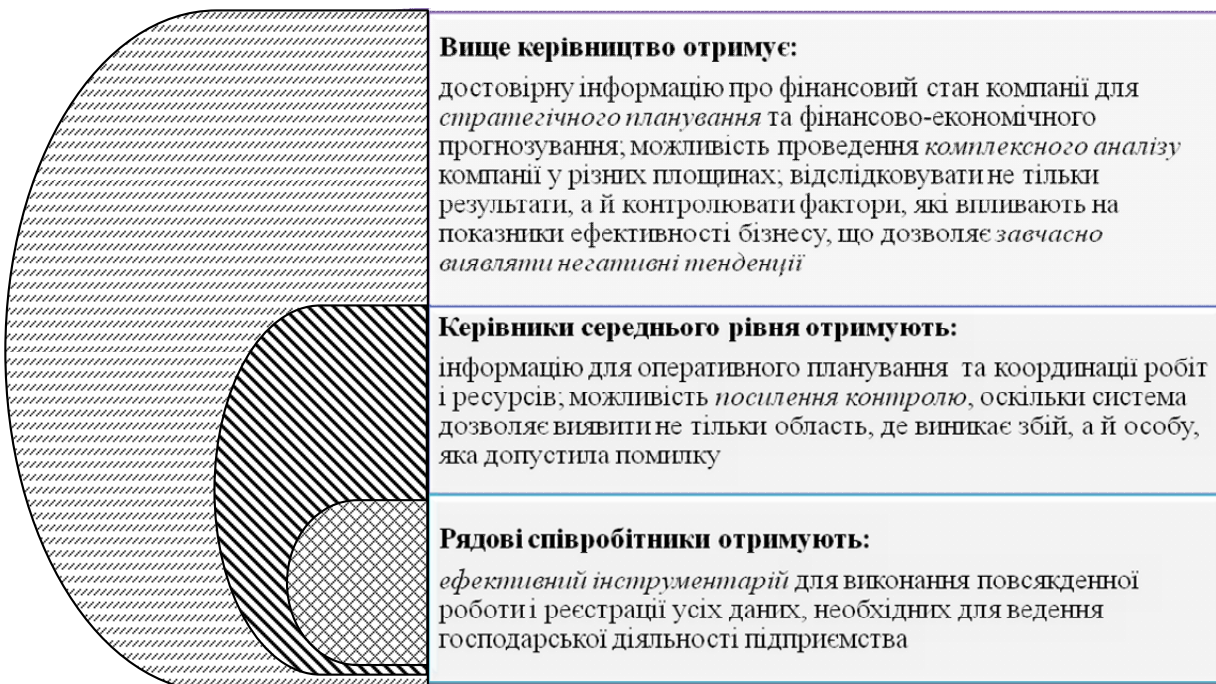 Вище керівництво отримує:
достовірну інформацію про фінансовий стан компанії для
стратегічного планування та фінансово-економічного
прогнозування; можливість проведення комплексного аналізу
компанії у різних площинах; відслідковувати не тільки
результати, а й контролювати фактори, які впливають на
показники ефективності бізнесу, що дозволяє завчасно
виявляти негативні тенденції
Керівники середнього рівня отримують:
інформацію для оперативного планування та координації робіт
і ресурсів; можливість посилення контролю, оскільки система
дозволяє виявити не тільки область, де виникає збій, а й особу,
яка допустила помилку
Рядові співробітники отримують:
ефективний інструментарій для виконання повсякденної
роботи і реєстрації усіх даних, необхідних для ведення
господарської діяльності підприємства